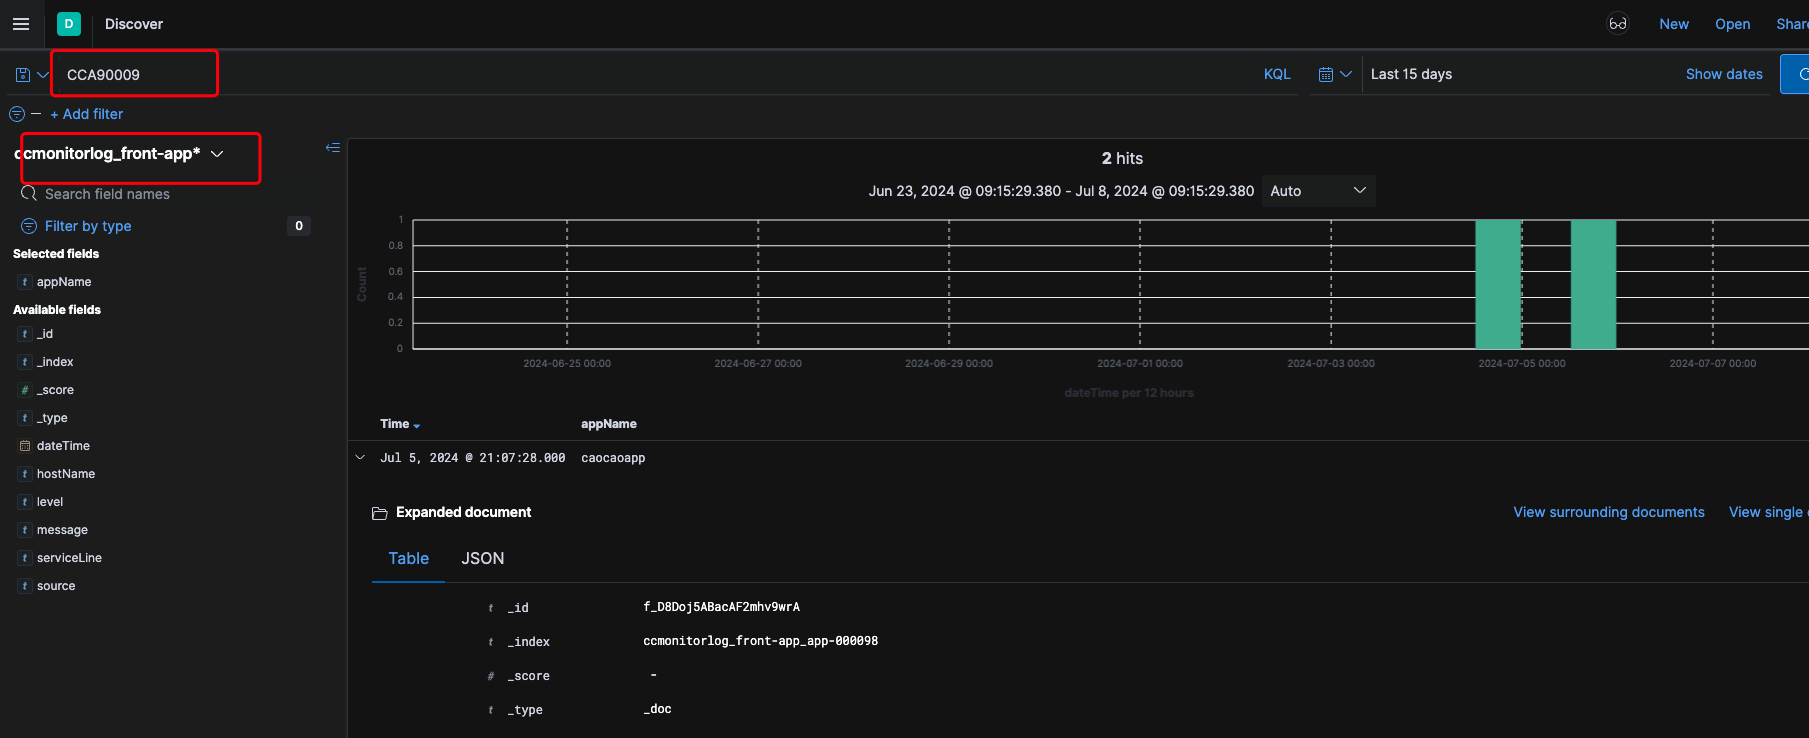 D Discover New Open Share
CCA90009 KQL Last 15 days Show dates
+ Add filter
ccmonitorlog_front-app*
Search field names
Filter by type 0
Selected fields
t appName
Available fields
t _id
t _index
# _score
t _type
dateTime
t hostName
t level
t message
t serviceLine
t source
2 hits
Jun 23, 2024 @ 09:15:29.380 - Jul 8, 2024 @ 09:15:29.380 Auto
Count
1
0.8
0.6
0.4
0.2
0
2024-06-25 00:00 2024-06-27 00:00 2024-06-29 00:00 2024-07-01 00:00 2024-07-03 00:00 2024-07-05 00:00 2024-07-07 00:00
dateTime per 12 hours
Time appName
Jul 5, 2024 @ 21:07:28.000 caocaoapp
Expanded document View surrounding documents View single
Table JSON
t _id f_D8Doj5ABacAF2mhv9wrA
t _index ccmonitorlog_front-app_app-000098
# _score -
t _type _doc